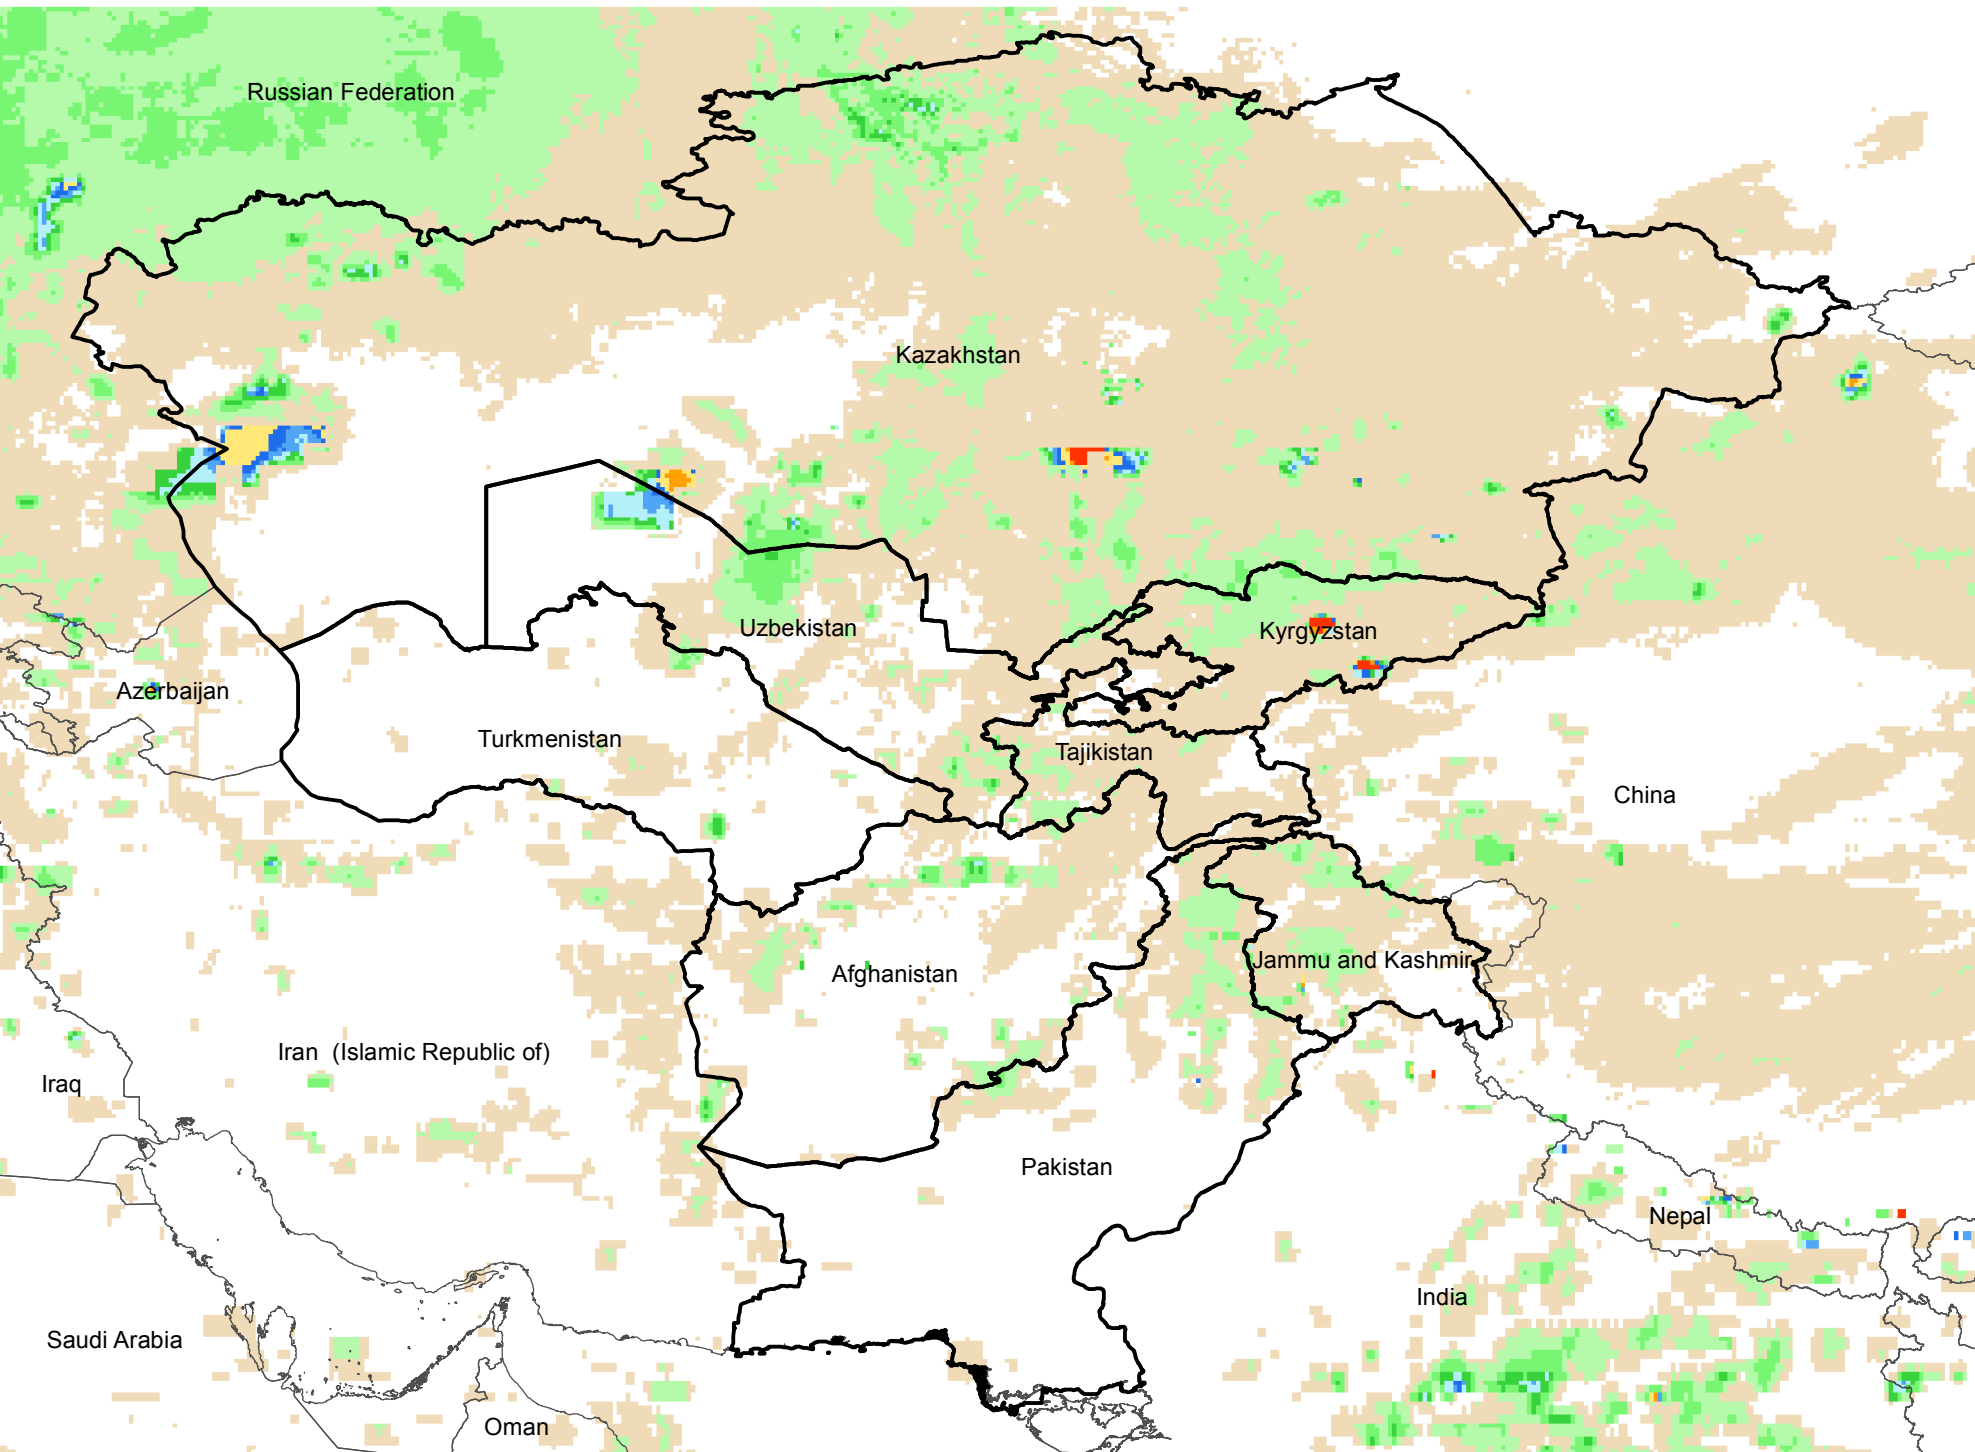 Russian Federation
Kazakhstan
Uzbekistan
Kyrgyzstan
Azerbaijan
Turkmenistan
Tajikistan
China
Afghanistan
Jammu and Kashmir
Iran  (Islamic Republic of)
Iraq
Pakistan
Nepal
India
Saudi Arabia
Oman